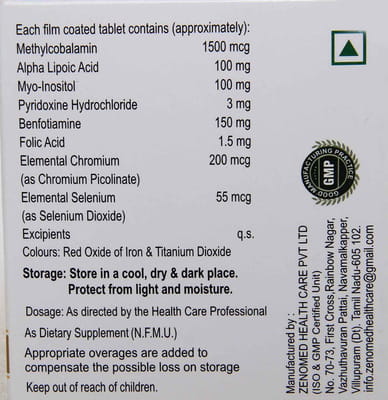 Each film coated tablet contains (approximately):
Methylcobalamin 1500 mcg
Alpha Lipoic Acid 100 mg
Myo-Inositol 100 mg
Pyridoxine Hydrochloride 3 mg
Benfotiamine 150 mg
Folic Acid 1.5 mg
Elemental Chromium 200 mcg
(as Chromium Picolinate)
Elemental Selenium 55 mcg
(as Selenium Dioxide)
Excipients q.s.
Colours: Red Oxide of Iron & Titanium Dioxide
Storage: Store in a cool, dry & dark place.
Protect from light and moisture.
Dosage: As directed by the Health Care Professional
As Dietary Supplement (N.F.M.U.)
Appropriate overages are added to
compensate the possible loss on storage
Keep out of reach of children.
GOOD MANUFACTURING PRACTICE
GMP
Manufactured by :
ZENOMED HEALTH CARE PVT LTD
(ISO & GMP Certified Unit)
No. 70-73, First Cross,Rainbow Nagar,
Vazhuthavuran Pattai, Navamalkapper,
Villupuram (Dt). Tamil Nadu-605 102.
info.zenomedhealthcare@gmail.com